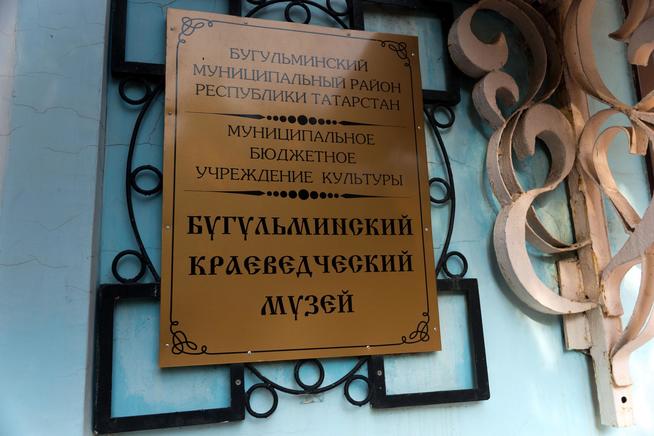 БУГУЛЬМИНСКИЙ
МУНИЦИПАЛЬНЫЙ РАЙОН
РЕСПУБЛИКИ ТАТАРСТАН
МУНИЦИПАЛЬНОЕ
БЮДЖЕТНОЕ
УЧРЕЖДЕНИЕ КУЛЬТУРЫ
БУГУЛЬМИНСКИЙ
КРАЕВЕДЧЕСКИЙ
МУЗЕЙ